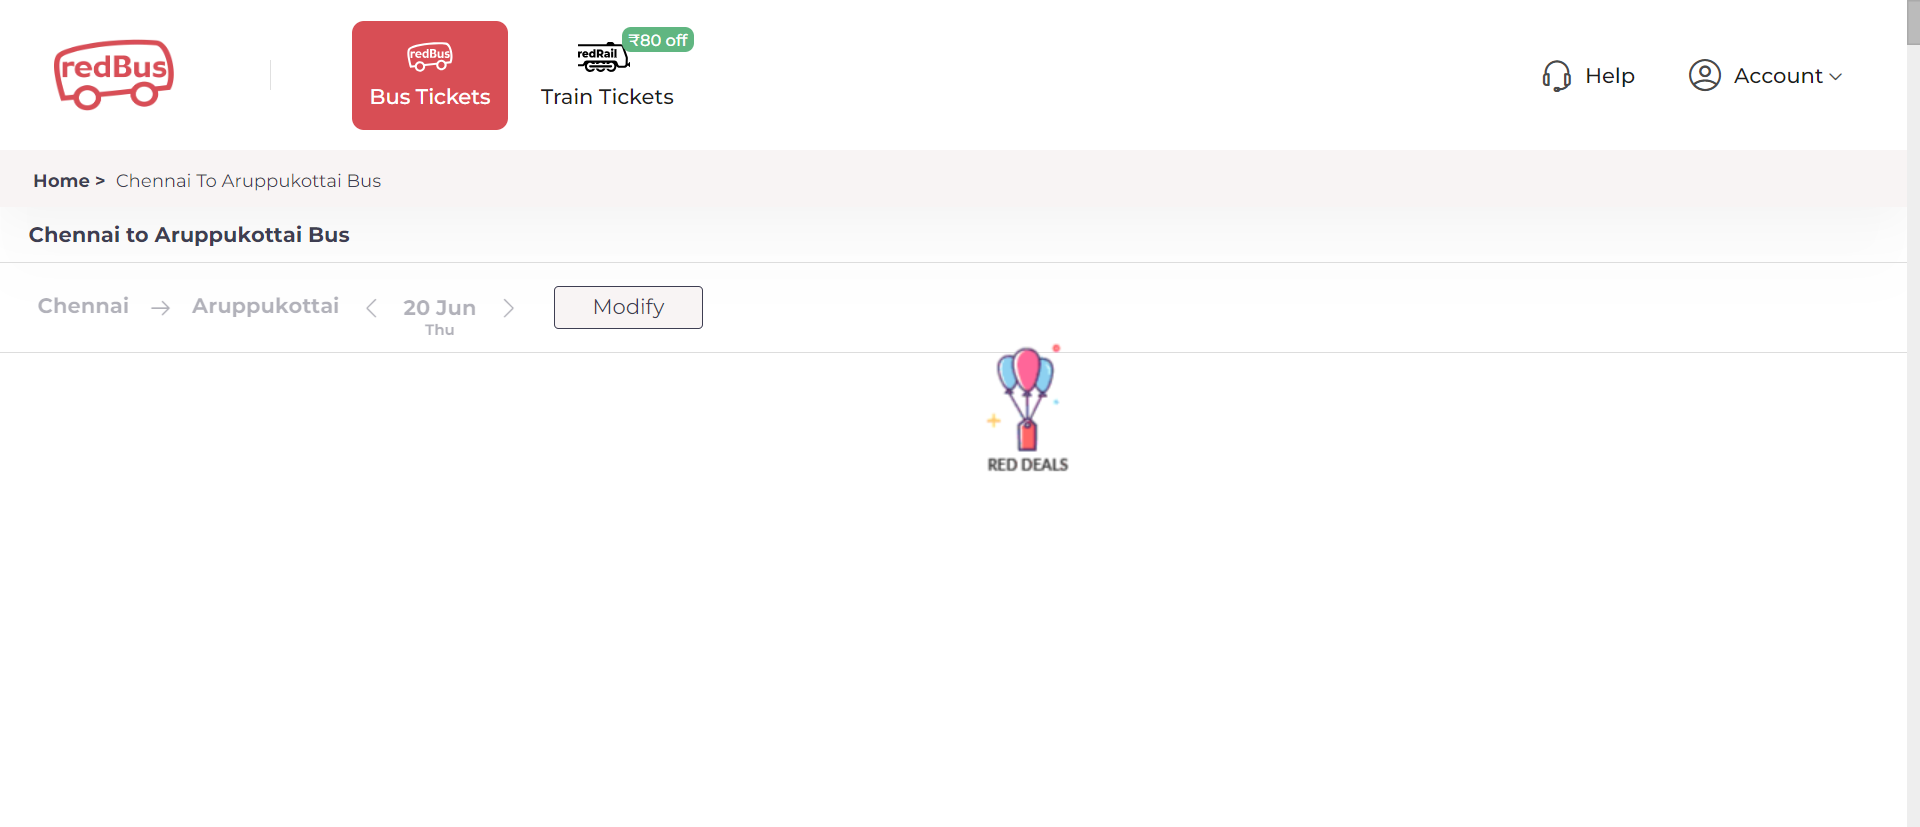 redBus
redBus
Bus Tickets
redRail
₹80 off
Train Tickets
Help
Account
Home > Chennai To Aruppukottai Bus
Chennai to Aruppukottai Bus
Chennai → Aruppukottai < 20 Jun > Modify
Thu
RED DEALS